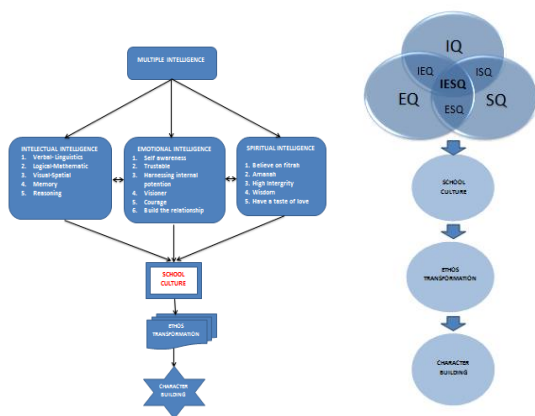 MULTIPLE INTELLIGENCE
INTELECTUAL INTELLIGENCE
1. Verbal- Linguistics
2. Logical-Mathematic
3. Visual-Spatial
4. Memory
5. Reasoning
EMOTIONAL INTELLIGENCE
1. Self awareness
2. Trustable
3. Harnessing internal
potention
4. Visioner
5. Courage
6. Build the relationship
SPIRITUAL INTELLIGENCE
1. Believe on fitrah
2. Amanah
3. High Intergrity
4. Wisdom
5. Have a taste of love
SCHOOL
CULTURE
ETHOS
TRANSFORMATION
CHARACTER
BUILDING
IQ
IEQ
ISQ
IESQ
EQ
SQ
ESQ
SCHOOL
CULTURE
ETHOS
TRANSFORMATION
CHARACTER
BUILDING